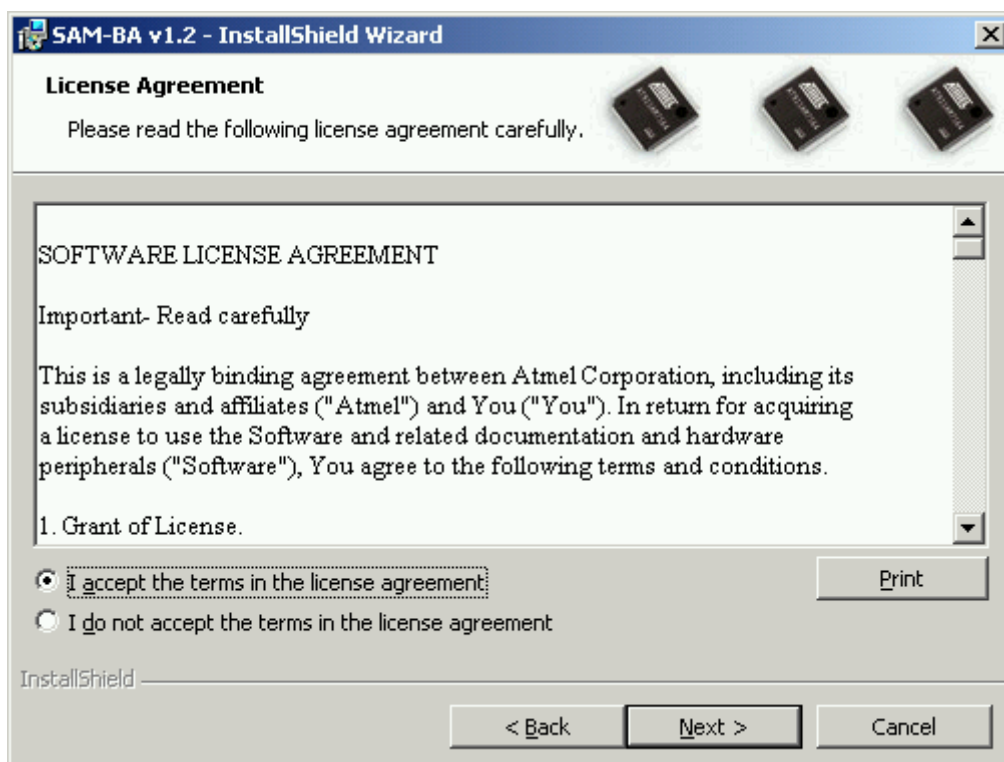 SAM-BA v1.2 - InstallShield Wizard
License Agreement
Please read the following license agreement carefully.
SOFTWARE LICENSE AGREEMENT
Important- Read carefully
This is a legally binding agreement between Atmel Corporation, including its
subsidiaries and affiliates ("Atmel") and You ("You"). In return for acquiring
a license to use the Software and related documentation and hardware
peripherals ("Software"), You agree to the following terms and conditions.
1. Grant of License.
I accept the terms in the license agreement
Print
I do not accept the terms in the license agreement
InstallShield
< Back
Next >
Cancel